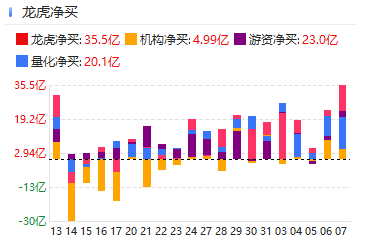 龙虎净买
龙虎净买: 35.5亿 机构净买: 4.99亿 游资净买: 23.0亿
量化净买: 20.1亿
35.5亿
19.2亿
2.94亿
-13亿
-30亿
13 14 15 16 17 20 21 22 23 24 27 28 29 30 31 03 04 05 06 07